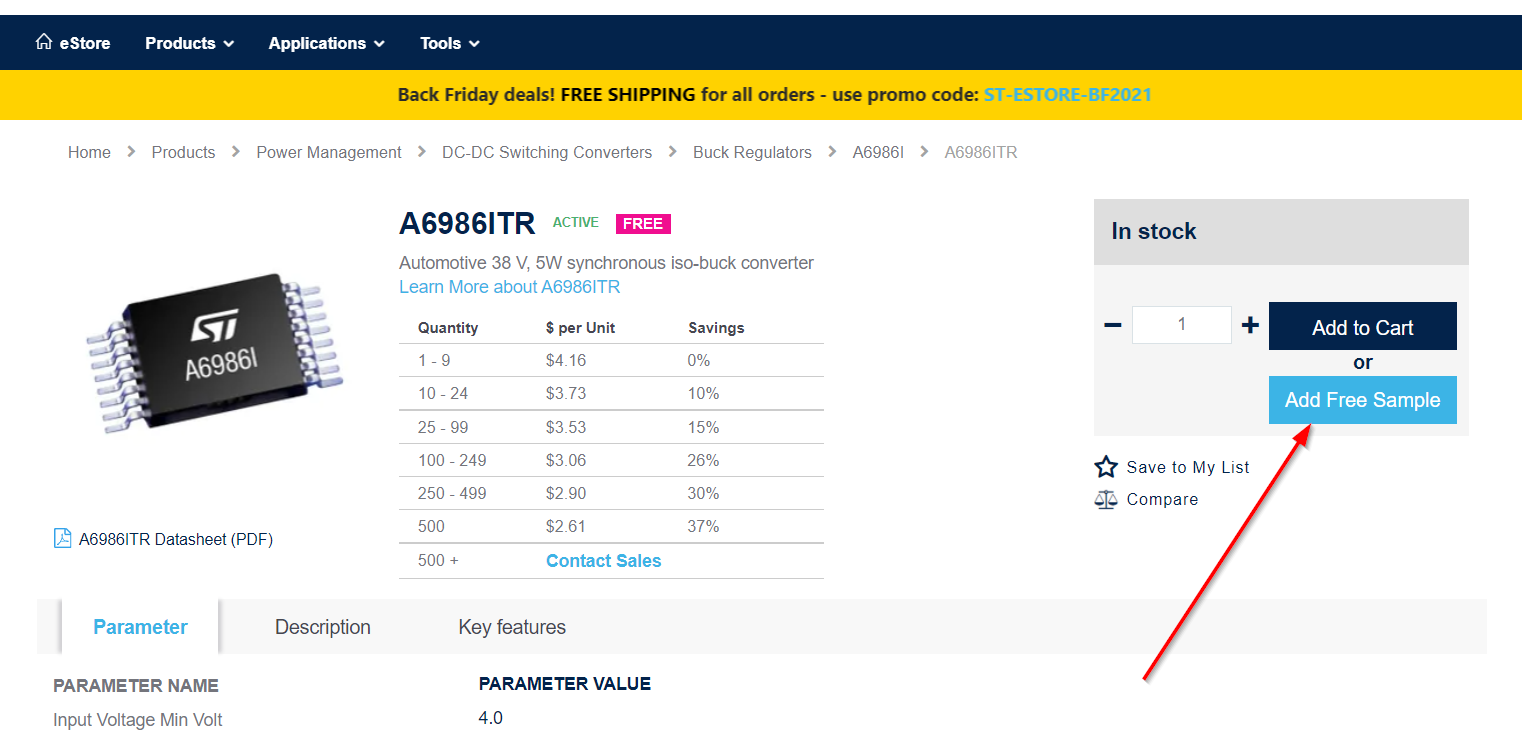 eStore Products Applications Tools
Back Friday deals! FREE SHIPPING for all orders - use promo code: ST-ESTORE-BF2021
Home > Products > Power Management > DC-DC Switching Converters > Buck Regulators > A6986I > A6986ITR
ST
A6986I
A6986ITR Datasheet (PDF)
A6986ITR ACTIVE FREE
Automotive 38 V, 5W synchronous iso-buck converter
Learn More about A6986ITR
Quantity $ per Unit Savings
1 - 9 $4.16 0%
10 - 24 $3.73 10%
25 - 99 $3.53 15%
100 - 249 $3.06 26%
250 - 499 $2.90 30%
500 $2.61 37%
500 + Contact Sales
In stock
− 1 + Add to Cart
or
Add Free Sample
Save to My List
Compare
Parameter Description Key features
PARAMETER NAME PARAMETER VALUE
Input Voltage Min Volt 4.0